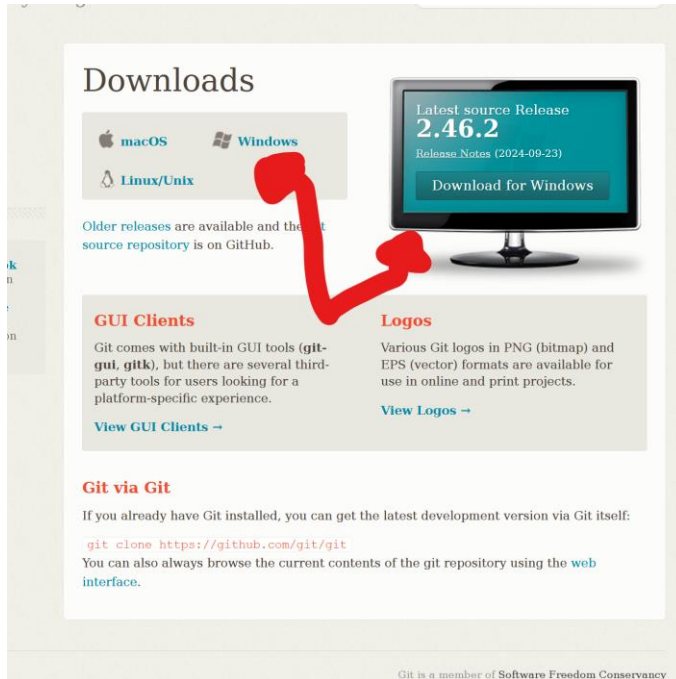 Downloads
macOS
Windows
Linux/Unix
Latest source Release
2.46.2
Release Notes (2024-09-23)
Download for Windows
Older releases are available and the
source repository is on GitHub.
GUI Clients
Git comes with built-in GUI tools (git-
gui, gitk), but there are several third-
party tools for users looking for a
platform-specific experience.
View GUI Clients →
Logos
Various Git logos in PNG (bitmap) and
EPS (vector) formats are available for
use in online and print projects.
View Logos →
Git via Git
If you already have Git installed, you can get the latest development version via Git itself:
git clone https://github.com/git/git
You can also always browse the current contents of the git repository using the web
interface.
Git is a member of Software Freedom Conservancy